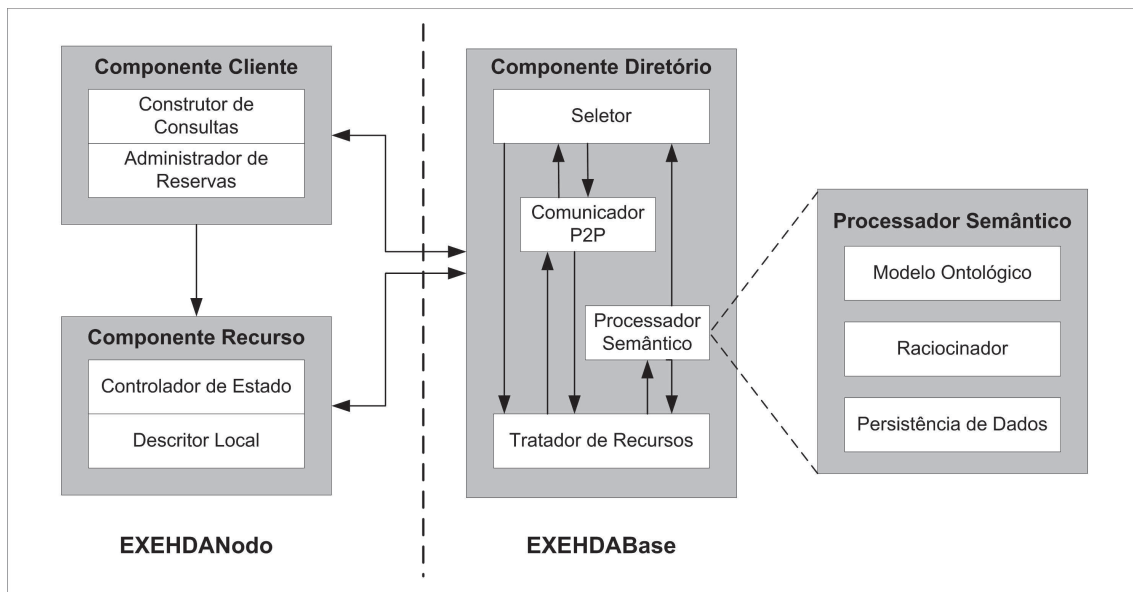 Componente Cliente
Construtor de
Consultas
Administrador de
Reservas
Componente Recurso
Controlador de Estado
Descritor Local
EXEHDANodo
Componente Diretório
Seletor
Comunicador
P2P
Processador
Semântico
Tratador de Recursos
EXEHDABase
Processador Semântico
Modelo Ontológico
Raciocinador
Persistência de Dados